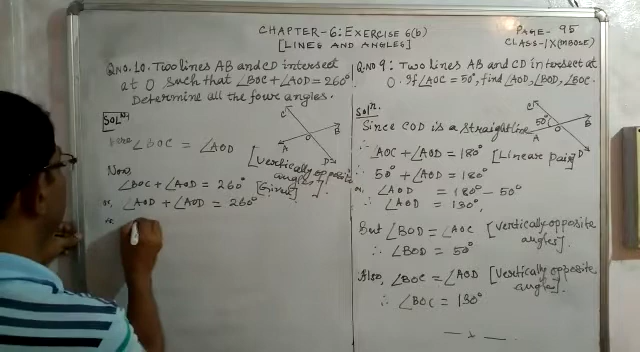 CHAPTER-6: EXERCISE 6(b)
[LINES AND ANGLES]
PAGE- 95
CLASS-IX(MBOSE)
Q.NO.10. Two lines AB and CD intersect
at O such that ∠BOC + ∠AOD = 260°.
Determine all the four angles.
SOLⁿ
Here ∠BOC = ∠AOD
[Vertically opposite angles].
C
B
O
A
D
Now,
∠BOC + ∠AOD = 260° [Given]
or, ∠AOD + ∠AOD = 260°
or
Q.NO.9: Two lines AB and CD intersect at
O. If ∠AOC = 50°, find ∠AOD, ∠BOD, ∠BOC.
Solⁿ.
Since COD is a straight line
C
50°
B
O
A
D
∴ ∠AOC + ∠AOD = 180° [Linear pair]
∴ 50° + ∠AOD = 180°
or, ∠AOD = 180° - 50°
∴ ∠AOD = 130°,
But ∠BOD = ∠AOC [Vertically opposite angles].
∴ ∠BOD = 50°
Also, ∠BOC = ∠AOD [Vertically opposite angles].
∴ ∠BOC = 130°
— x —